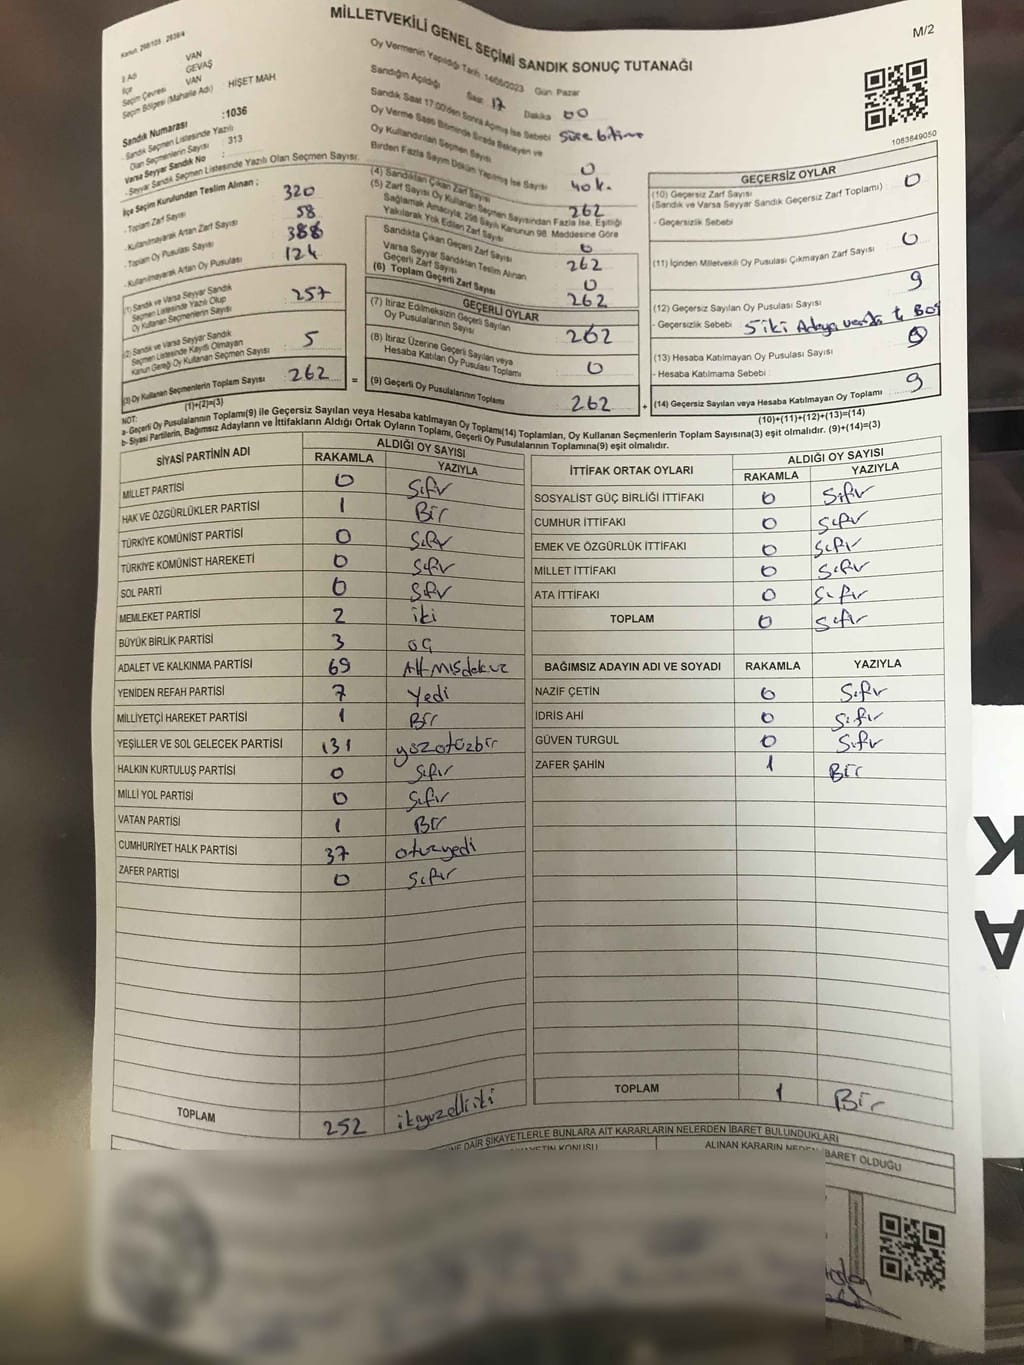 Kanun: 298/105 : 2839/4
MİLLETVEKİLİ GENEL SEÇİMİ SANDIK SONUÇ TUTANAĞI
M/2
İl Adı VAN
İlçe GEVAŞ
Seçim Çevresi VAN
Seçim Bölgesi (Mahalle Adı) HİŞET MAH.
Sandık Numarası :1036
Sandık Seçmen Listesinde Yazılı
Olan Seçmenlerin Sayısı : 313
Varsa Seyyar Sandık No :
Seyyar Sandık Seçmen Listesinde Yazılı Olan Seçmen Sayısı:
İlçe Seçim Kurulundan Teslim Alınan ;
- Toplam Zarf Sayısı 320
- Kullanılmayarak Artan Zarf Sayısı 58
- Toplam Oy Pusulası Sayısı 388
- Kullanılmayarak Artan Oy Pusulası 124
(1) Sandık ve Varsa Seyyar Sandık
Seçmen Listesinde Yazılı Olup
Oy Kullanan Seçmenlerin Sayısı 257
(2) Sandık ve Varsa Seyyar Sandık
Seçmen Listesinde Kayıtlı Olmayan
Kanun Gereği Oy Kullanan Seçmen Sayısı 5
(3) Oy Kullanan Seçmenlerin Toplam Sayısı 262
(1)+(2)=(3)
Oy Vermenin Yapıldığı Tarih: 14/05/2023 Gün: Pazar
Sandığın Açıldığı Saat: 17 Dakika 00
Sandık Saat 17:00'den Sonra Açılmış İse Sebebi Süre bitimi
Oy Verme Saati Bitiminde Sırada Bekleyen ve
Oy Kullandırılan Seçmen Sayısı 0
Birden Fazla Sayım Döküm Yapılmış İse Sayısı
(4) Sandıktan Çıkan Zarf Sayısı 262
(5) Zarf Sayısı Oy Kullanan Seçmen Sayısından Fazla İse, Eşitliği
Sağlamak Amacıyla; 298 Sayılı Kanunun 98. Maddesine Göre
Yakılarak Yok Edilen Zarf Sayısı 0
Sandıkta Çıkan Geçerli Zarf Sayısı 262
Varsa Seyyar Sandıktan Teslim Alınan
Geçerli Zarf Sayısı 0
(6) Toplam Geçerli Zarf Sayısı 262
GEÇERLİ OYLAR
(7) İtiraz Edilmeksizin Geçerli Sayılan
Oy Pusulalarının Sayısı 262
(8) İtiraz Üzerine Geçerli Sayılan veya
Hesaba Katılan Oy Pusulası Toplamı 0
= (9) Geçerli Oy Pusulalarının Toplamı 262 +
1083649050
GEÇERSİZ OYLAR
(10) Geçersiz Zarf Sayısı
(Sandık ve Varsa Seyyar Sandık Geçersiz Zarf Toplamı) 0
- Geçersizlik Sebebi
(11) İçinden Milletvekili Oy Pusulası Çıkmayan Zarf Sayısı 0
(12) Geçersiz Sayılan Oy Pusulası Sayısı 9
- Geçersizlik Sebebi : 5 iki Adaya
(13) Hesaba Katılmayan Oy Pusulası Sayısı 0
- Hesaba Katılmama Sebebi :
(14) Geçersiz Sayılan veya Hesaba Katılmayan Oy Toplamı 9
(10)+(11)+(12)+(13)=(14)
NOT:
a- Geçerli Oy Pusulalarının Toplamı(9) ile Geçersiz Sayılan veya Hesaba katılmayan Oy Toplamı(14) Toplamları, Oy Kullanan Seçmenlerin Toplam Sayısına(3) eşit olmalıdır. (9)+(14)=(3)
b- Siyasi Partilerin, Bağımsız Adayların ve İttifakların Aldığı Ortak Oyların Toplamı, Geçerli Oy Pusulalarının Toplamına(9) eşit olmalıdır.
SİYASİ PARTİNİN ADI ALDIĞI OY SAYISI
RAKAMLA YAZIYLA
MİLLET PARTİSİ 0 Sıfır
HAK VE ÖZGÜRLÜKLER PARTİSİ 1 Bir
TÜRKİYE KOMÜNİST PARTİSİ 0 Sıfır
TÜRKİYE KOMÜNİST HAREKETİ 0 Sıfır
SOL PARTİ 0 Sıfır
MEMLEKET PARTİSİ 2 iki
BÜYÜK BİRLİK PARTİSİ 3 üç
ADALET VE KALKINMA PARTİSİ 69 Altmışdokuz
YENİDEN REFAH PARTİSİ 7 Yedi
MİLLİYETÇİ HAREKET PARTİSİ 1 Bir
YEŞİLLER VE SOL GELECEK PARTİSİ 131 yüzotuzbir
HALKIN KURTULUŞ PARTİSİ 0 Sıfır
MİLLİ YOL PARTİSİ 0 Sıfır
VATAN PARTİSİ 1 Bir
CUMHURİYET HALK PARTİSİ 37 otuzyedi
ZAFER PARTİSİ 0 Sıfır
TOPLAM 252 ikiyüzelliiki
İTTİFAK ORTAK OYLARI ALDIĞI OY SAYISI
RAKAMLA YAZIYLA
SOSYALİST GÜÇ BİRLİĞİ İTTİFAKI 0 Sıfır
CUMHUR İTTİFAKI 0 Sıfır
EMEK VE ÖZGÜRLÜK İTTİFAKI 0 Sıfır
MİLLET İTTİFAKI 0 Sıfır
ATA İTTİFAKI 0 Sıfır
TOPLAM 0 Sıfır
BAĞIMSIZ ADAYIN ADI VE SOYADI RAKAMLA YAZIYLA
NAZİF ÇETİN 0 Sıfır
İDRİS AHİ 0 Sıfır
GÜVEN TURGUL 0 Sıfır
ZAFER ŞAHİN 1 Bir
TOPLAM 1 Bir
DAİR ŞİKAYETLERLE BUNLARA AİT KARARLARIN NELERDEN İBARET BULUNDUKLARI
KONUSU ALINAN KARARIN NEDEN İBARET OLDUĞU